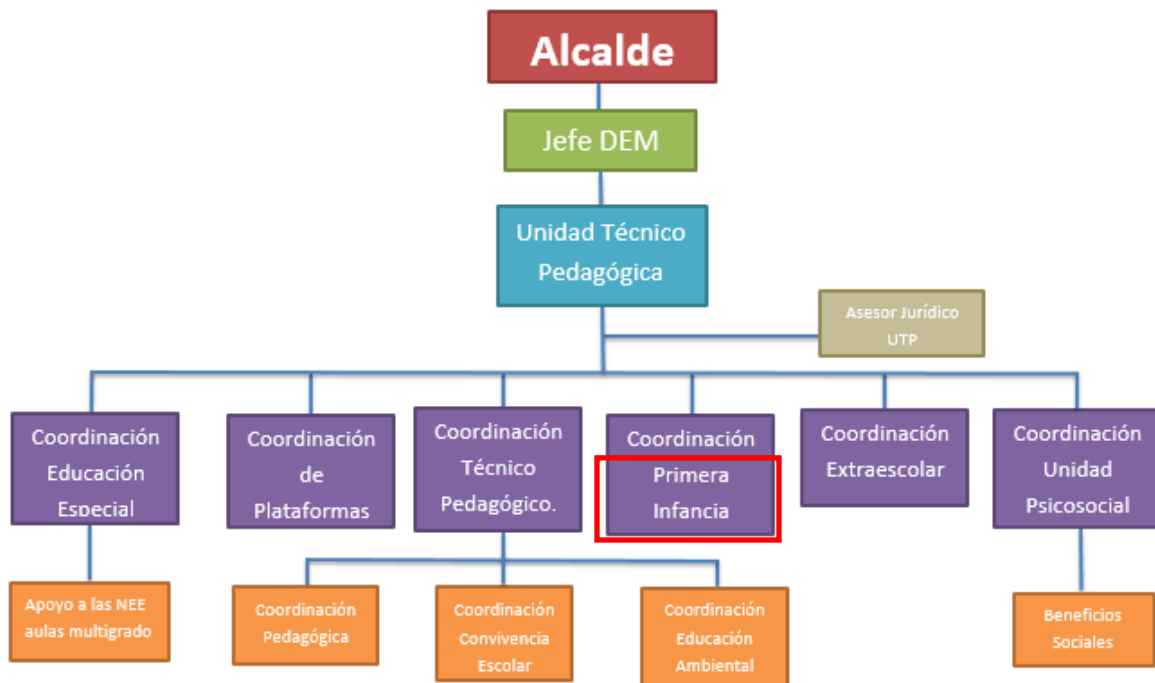 Alcalde
Jefe DEM
Unidad Técnico
Pedagógica
Asesor Jurídico
UTP
Coordinación
Educación
Especial
Coordinación
de
Plataformas
Coordinación
Técnico
Pedagógico.
Coordinación
Primera
Infancia
Coordinación
Extraescolar
Coordinación
Unidad
Psicosocial
Apoyo a las NEE
aulas multigrado
Coordinación
Pedagógica
Coordinación
Convivencia
Escolar
Coordinación
Educación
Ambiental
Beneficios
Sociales